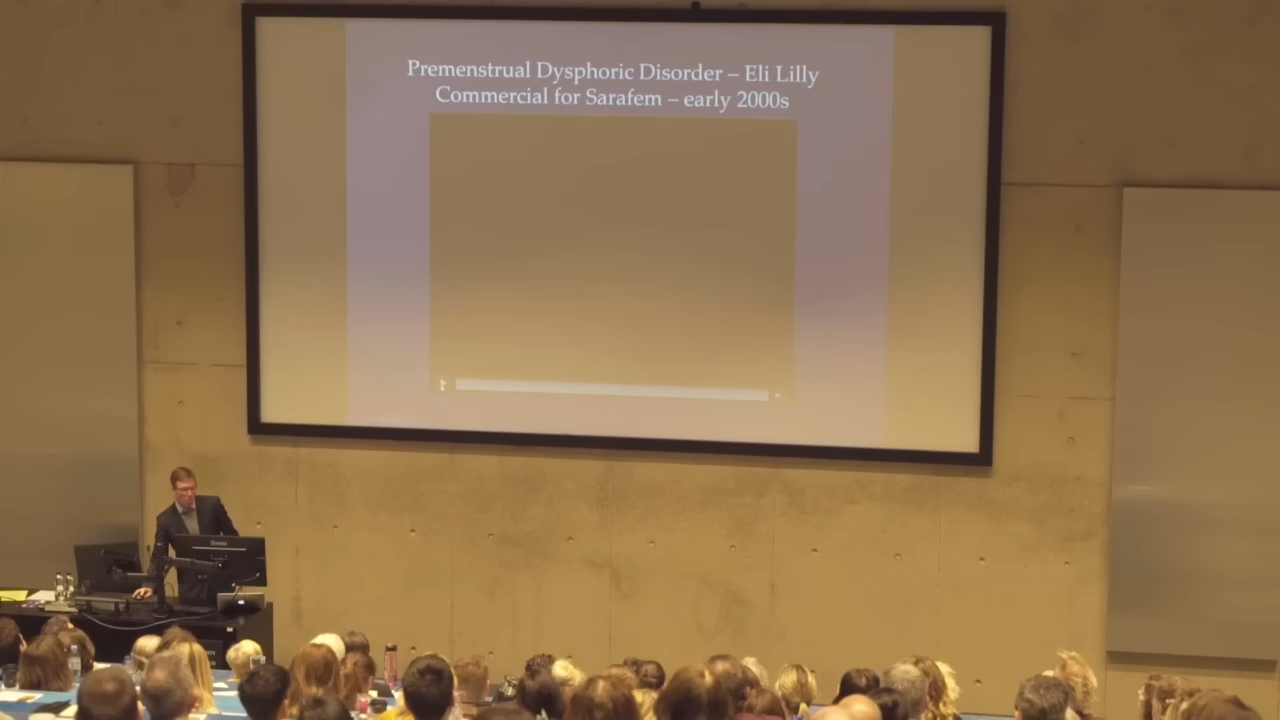 Premenstrual Dysphoric Disorder – Eli Lilly
Commercial for Sarafem – early 2000s